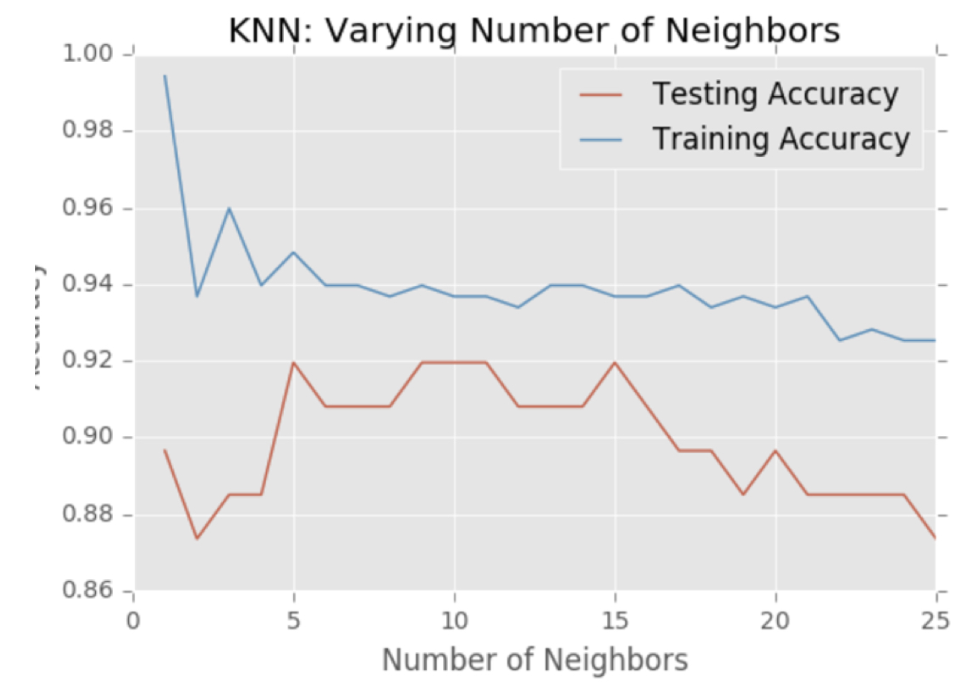 KNN: Varying Number of Neighbors
1.00
Testing Accuracy
Training Accuracy
0.98
0.96
0.94
0.92
0.90
0.88
0.86
0 5 10 15 20 25
Number of Neighbors